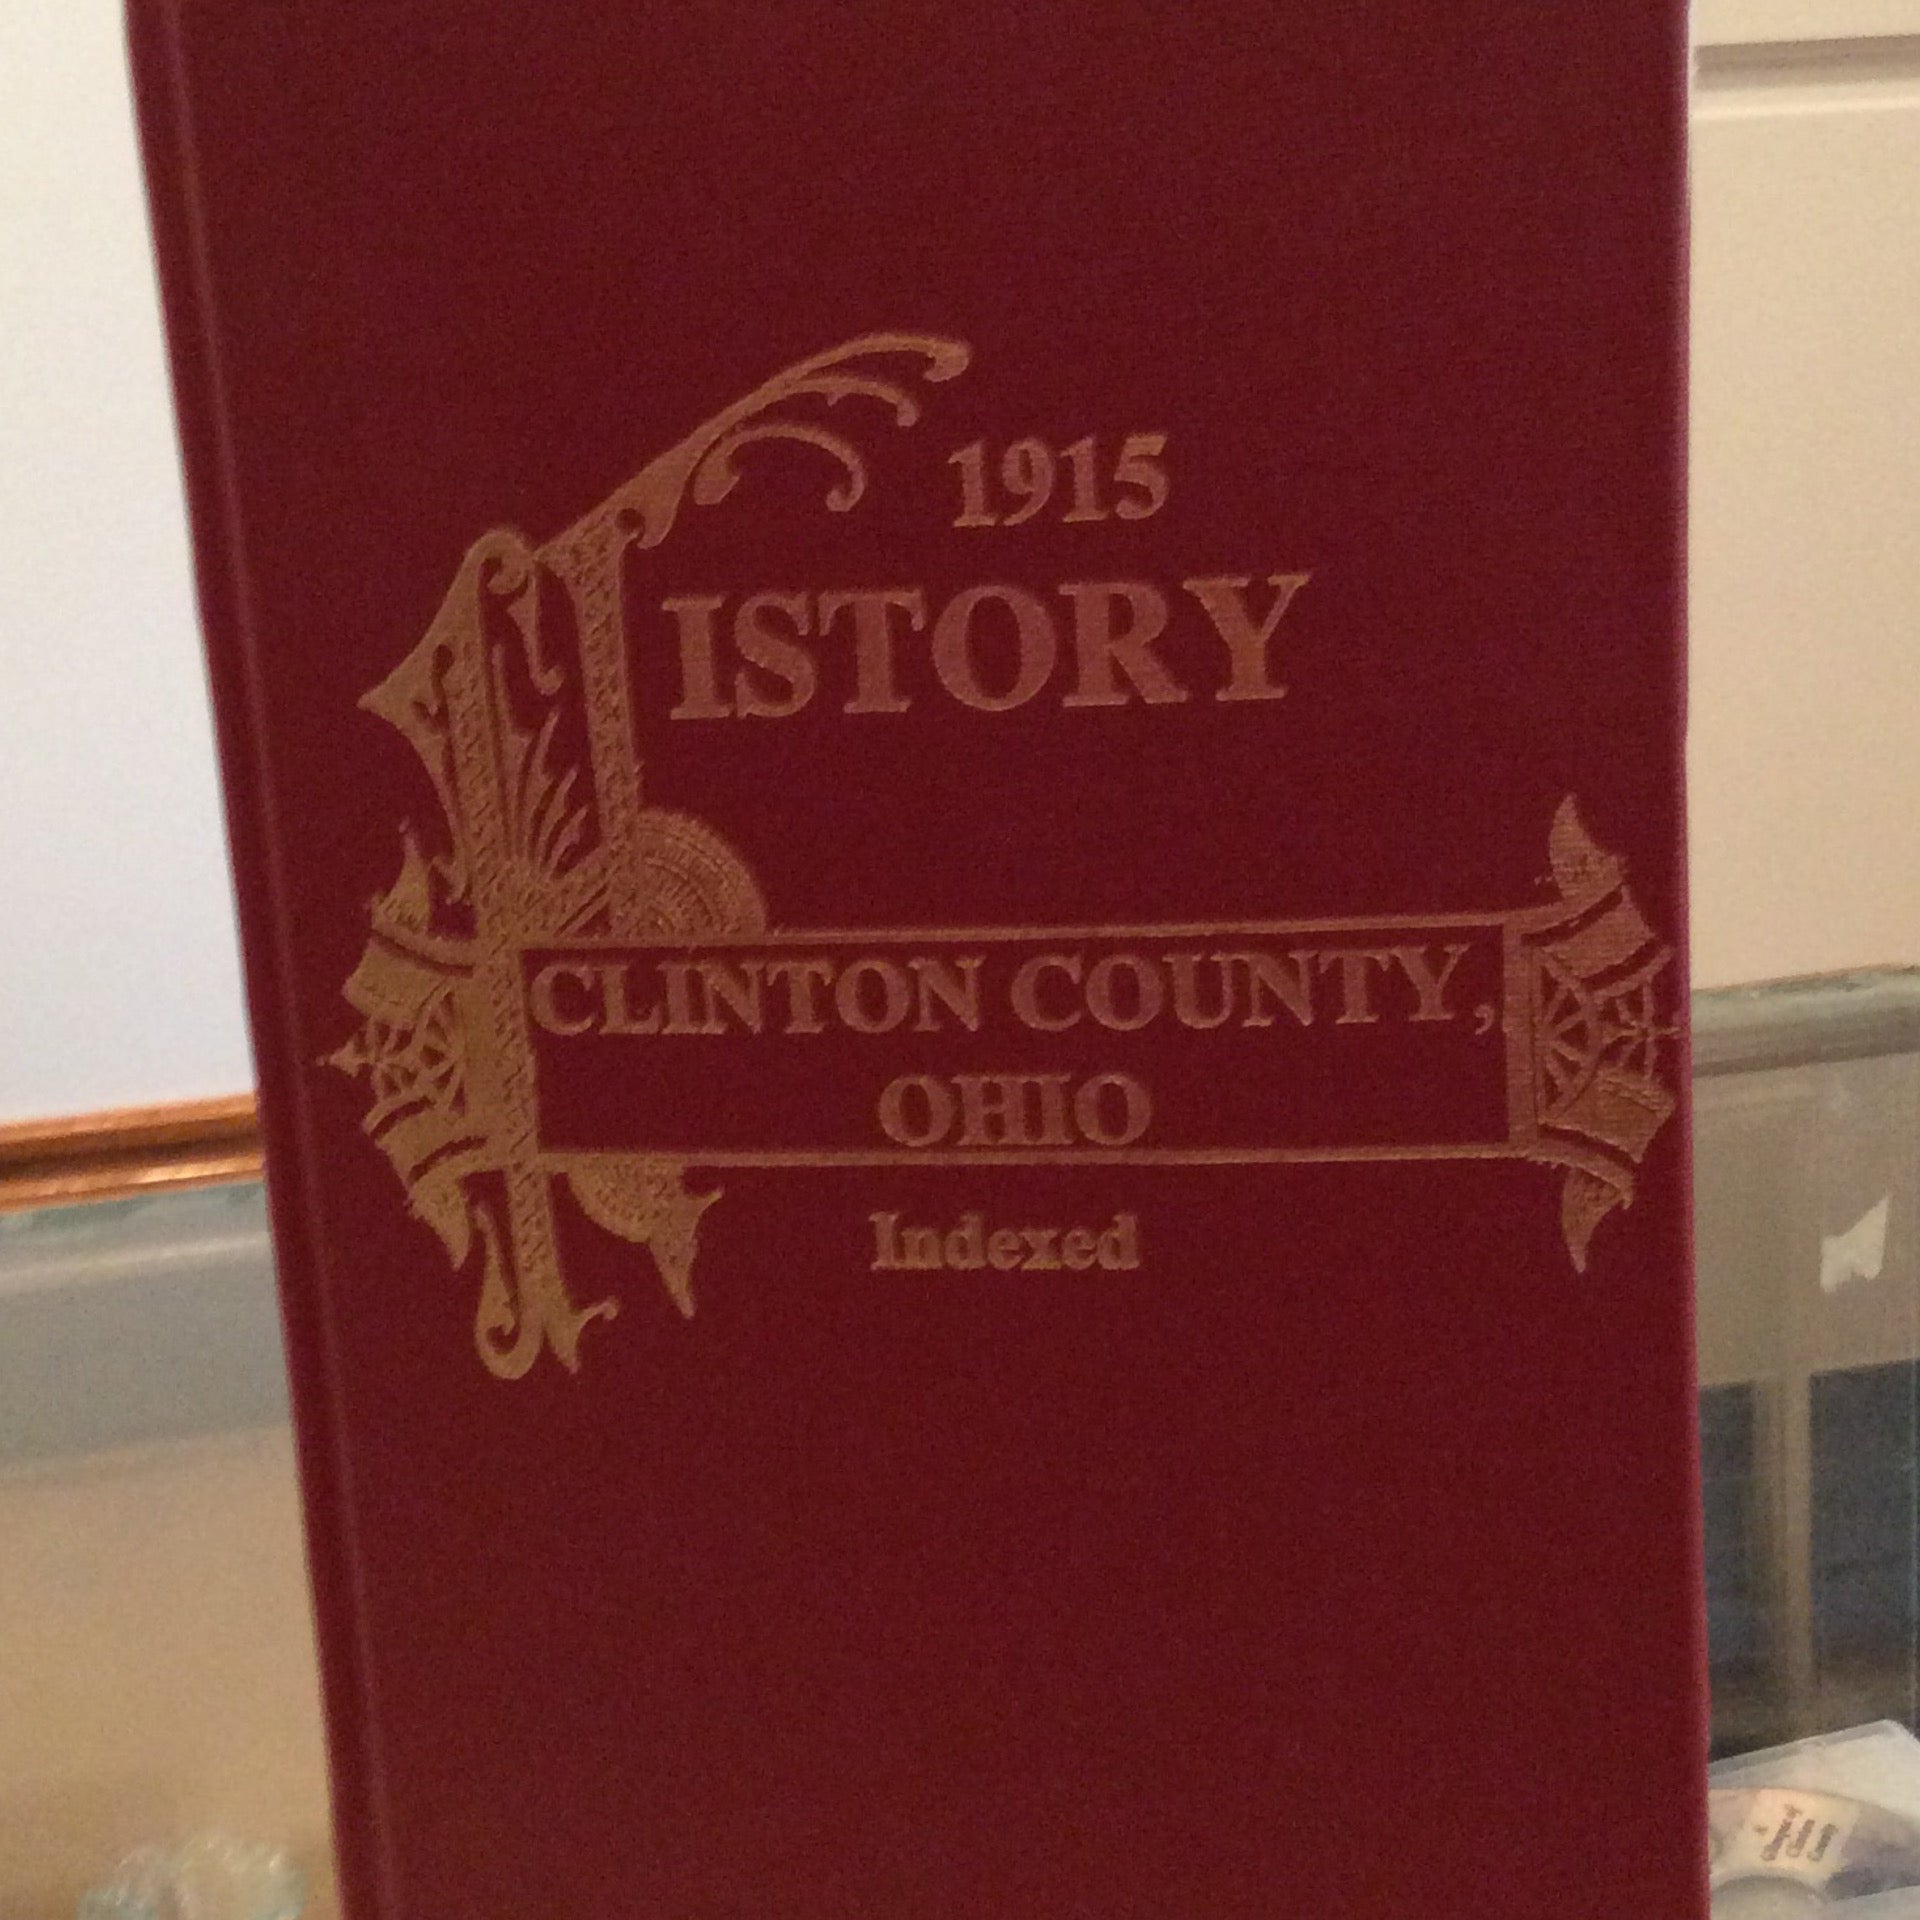 1915
HISTORY
CLINTON COUNTY,
OHIO
Indexed